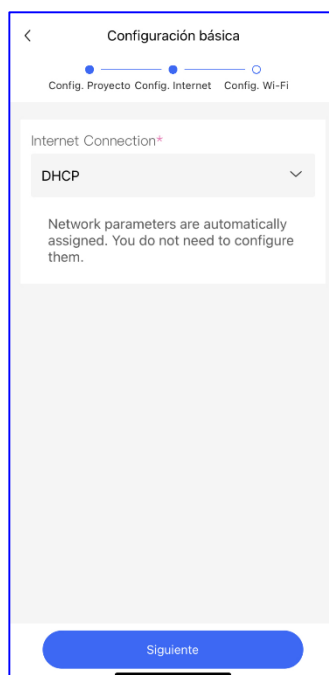 Configuración básica
Config. Proyecto Config. Internet Config. Wi-Fi
Internet Connection*
DHCP
Network parameters are automatically
assigned. You do not need to configure
them.
Siguiente